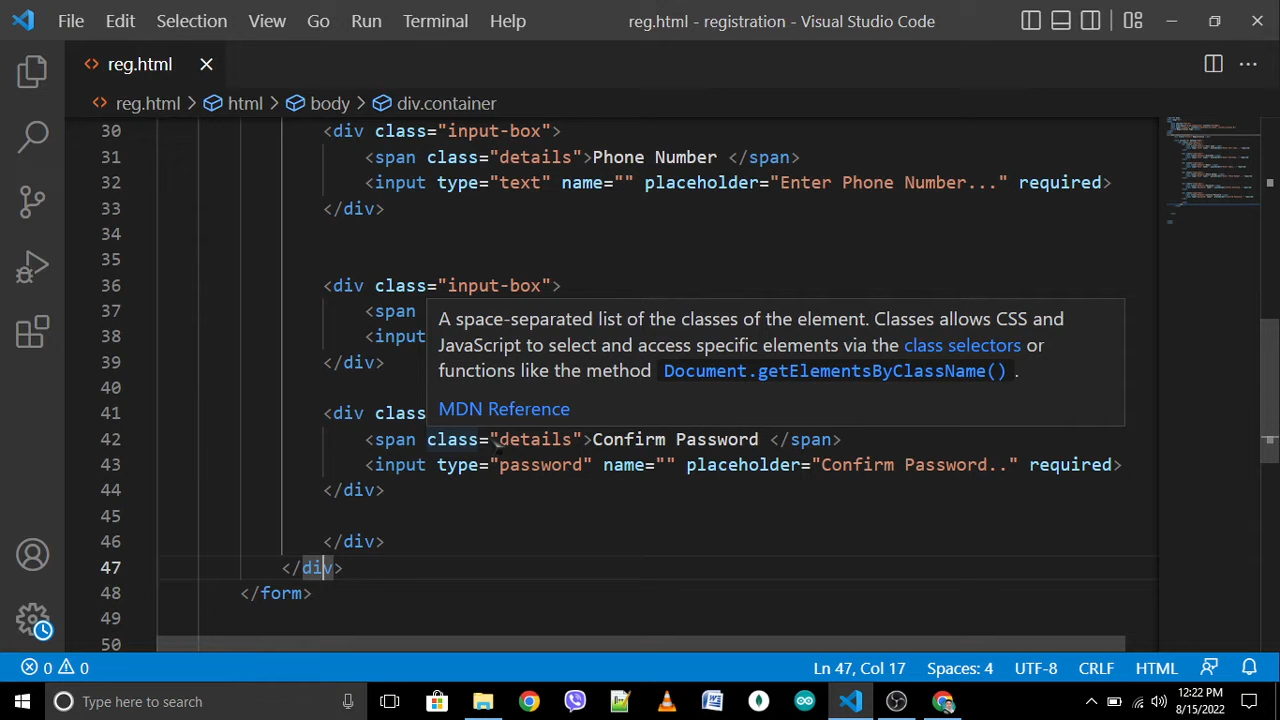 File Edit Selection View Go Run Terminal Help reg.html - registration - Visual Studio Code
reg.html
reg.html > html > body > div.container
30 <div class="input-box">
31 <span class="details">Phone Number </span>
32 <input type="text" name="" placeholder="Enter Phone Number..." required>
33 </div>
34
35
36 <div class="input-box">
37 <span
38 <input
39 </div>
40
41 <div class
A space-separated list of the classes of the element. Classes allows CSS and
JavaScript to select and access specific elements via the class selectors or
functions like the method Document.getElementsByClassName() .
MDN Reference
42 <span class="details">Confirm Password </span>
43 <input type="password" name="" placeholder="Confirm Password.." required>
44 </div>
45
46 </div>
47 </div>
48 </form>
49
50
0 0 Ln 47, Col 17 Spaces: 4 UTF-8 CRLF HTML
Type here to search
12:22 PM
8/15/2022